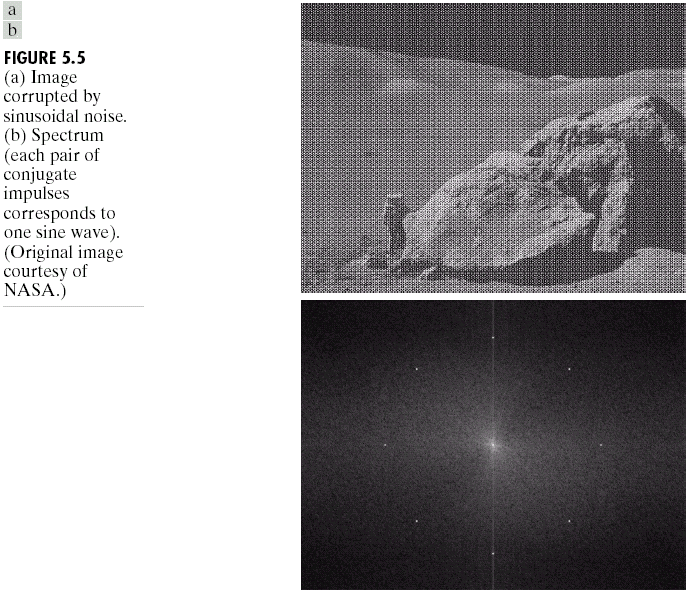 a
b
FIGURE 5.5
(a) Image
corrupted by
sinusoidal noise.
(b) Spectrum
(each pair of
conjugate
impulses
corresponds to
one sine wave).
(Original image
courtesy of
NASA.)